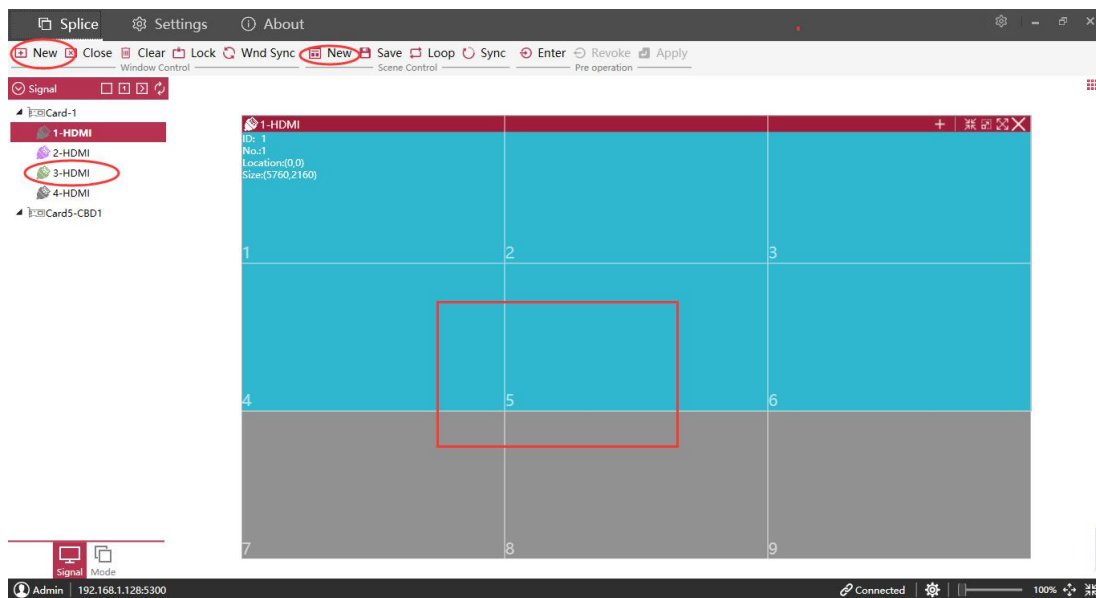 Splice Settings About
New Close Clear Lock Wnd Sync New Save Loop Sync Enter Revoke Apply
Window Control Scene Control Pre operation
Signal
Card-1
1-HDMI
2-HDMI
3-HDMI
4-HDMI
Card5-CBD1
1-HDMI
ID: 1
No.:1
Location:(0,0)
Size:(5760,2160)
1 2 3
4 5 6
7 8 9
Signal Mode
Admin 192.168.1.128:5300 Connected 100%